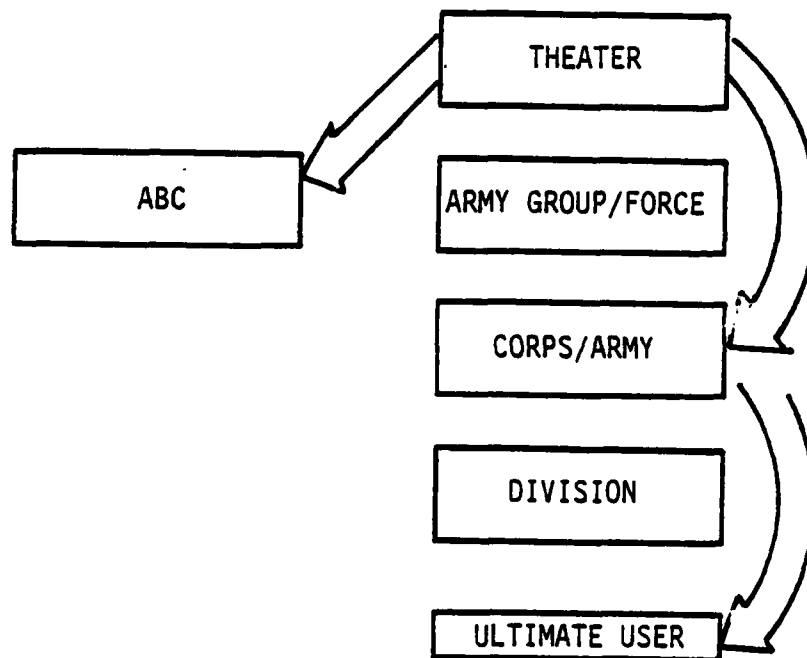 THEATER
ABC
ARMY GROUP/FORCE
CORPS/ARMY
DIVISION
ULTIMATE USER